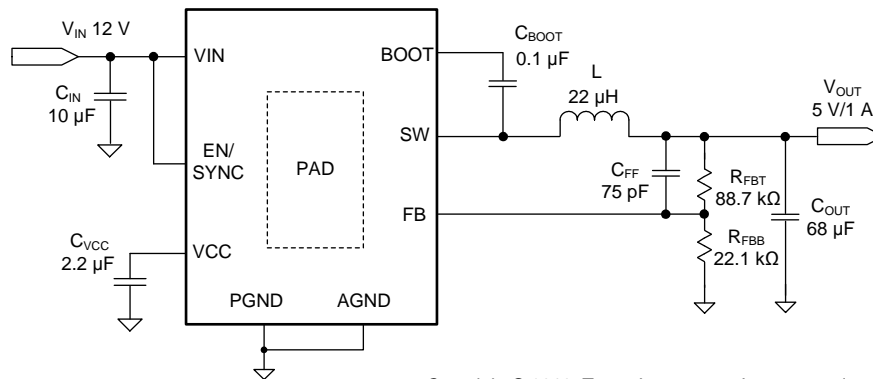 V_IN 12 V
C_BOOT
0.1 µF
VIN
BOOT
L
22 µH
V_OUT
5 V/1 A
C_IN
10 µF
SW
EN/
SYNC
PAD
C_FF
75 pF
R_FBT
88.7 kΩ
C_OUT
68 µF
FB
R_FBB
22.1 kΩ
C_VCC
2.2 µF
VCC
PGND
AGND